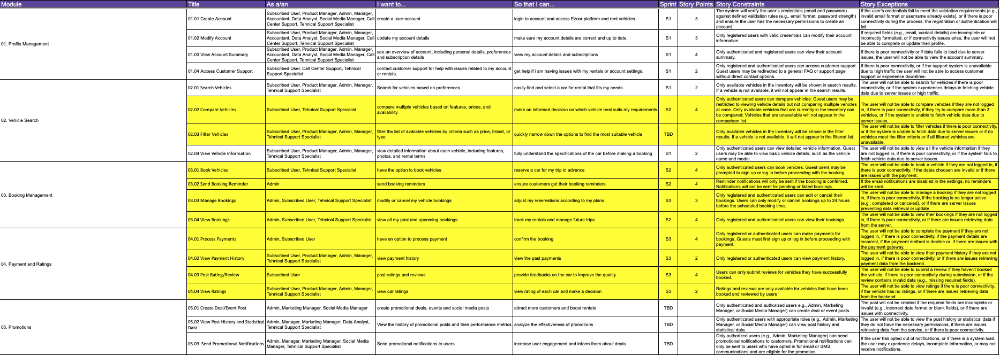 Module Title As a/an I want to... So that I can... Sprint Story Points Story Constraints Story Exceptions
01. Profile Management
01.01 Create Account
Subscribed User, Product Manager, Admin, Manager,
Accountant, Data Analyst, Social Media Manager, Call
Center Support, Tehnical Support Specialist
create a user account
login to account and access Ezcar platform and rent vehicles.
S1
3
The system will verify the user's credentials (email and password)
against defined validation rules (e.g., email format, password strength)
and ensure the user has the necessary permissions to create an
account.
If the user's credentials fail to meet the validation requirements (e.g.,
invalid email format or username already exists), or if there is poor
connectivity during the process, the registration or authentication will
fail.
01.02 Modify Account
Subscribed User, Product Manager, Admin, Manager,
Accountant, Data Analyst, Social Media Manager, Call
Center Support, Tehnical Support Specialist
update my account details
make sure my account details are correct and up to date.
S1
3
Only registered users with valid credentials can modify their account
information.
If required fields (e.g., email, contact details) are incomplete or
incorrectly formatted, or if connectivity issues arise, the user will not
be able to complete or update their profile.
01.03 View Account Summary
Subscribed User, Product Manager, Admin, Manager,
Accountant, Data Analyst, Social Media Manager, Call
Center Support, Tehnical Support Specialist
see an overview of account, including personal details, preferences
and subscription details
view my account details and subscriptions
S1
4
Only authenticated and registered users can view their account
summary.
If there is poor connectivity or if data fails to load due to server
issues, the user will not be able to view the account summary.
01.04 Access Customer Support
Subscribed User, Call Center Support, Tehnical
Support Specialist
contact customer support for help with issues related to my account
or rentals.
get help if i am having issues with my rentals or account settings.
S1
2
Only registered and authenticated users can access customer support.
Guest users may be redirected to a general FAQ or support page
without direct contact options.
If there is poor connectivity, or if the support system is unavailable
due to high traffic the user will not be able to access customer
support or experience downtime.
02. Vehicle Search
02.01 Search Vehicles
Subscribed User, Product Manager, Admin, Manager,
Tehnical Support Specialist
Search for vehicles based on preferences
easily find and select a car for rental that fits my needs
S1
2
Only available vehicles in the inventory will be shown in search results.
If a vehicle is not available, it will not appear in the search results.
The user will not be able to search for vehicles if there is poor
connectivity, or if the system experiences delays in fetching vehicle
data due to server issues or high traffic.
02.02 Compare Vehicles
Subscribed User, Tehnical Support Specialist
compare multiple vehicles based on features, prices, and
availability
make an informed decision on which vehicle best suits my requirements
S2
4
Only authenticated users can compare vehicles; Guest users may be
restricted to viewing vehicle details but not comparing multiple vehicles
at once. Only available vehicles that are currently in the inventory can
be compared; Vehicles that are unavailable will not appear in the
comparison list.
The user will not be able to compare vehicles if they are not logged
in, if there is poor connectivity, if they try to compare more than 3
vehicles, or if the system is unable to fetch vehicle data due to
server issues.
02.03 Filter Vehicles
Subscribed User, Product Manager, Admin, Manager,
Tehnical Support Specialist
filter the list of available vehicles by criteria such as price, brand, or
type
quickly narrow down the options to find the most suitable vehicle
TBD
Only available vehicles in the inventory will be shown in the filter
results. If a vehicle is not available, it will not appear in the filtered list.
The user will not be able to filter vehicles if there is poor connectivity,
or if the system is unable to fetch data due to server issues or if no
vehicles meet the filter criteria or if all filtered vehicles are
unavailable.
02.04 View Vehicle Information
Subscribed User, Product Manager, Admin, Manager,
Tehnical Support Specialist
view detailed information about each vehicle, including features,
photos, and rental terms
fully understand the specifications of the car before making a booking
S1
2
Only authenticated users can view detailed vehicle information. Guest
users may be able to view basic vehicle details, such as the vehicle
name and model.
The user will not be able to view all the vehicle information if they
are not logged in, if there is poor connectivity, or if the system fails to
fetch vehicle data due to server issues.
03. Booking Management
03.01 Book Vehicles
Subscribed User, Tehnical Support Specialist
have the option to book vehicles
reserve a car for my trip in advance
S2
4
Only authenticated users can book vehicles. Guest users may be
prompted to sign up or log in before proceeding with the booking.
The user will not be able to book a vehicle if they are not logged in, if
there is poor connectivity, if the dates choosen are invalid or if there
are issues with the payment.
03.02 Send Booking Reminder
Admin
send booking reminders
ensure customers get their booking reminders
S2
4
Reminder notifications will only be sent if the booking is confirmed.
Notifications will not be sent for pending or failed bookings.
If the email notifications are disabled in the settings, no reminders
will be sent.
03.03 Manage Bookings
Admin, Subscribed User, Tehnical Support Specialist
modify or cancel my vehicle bookings
adjust my reservations according to my plans
S3
3
Only registered and authenticated users can edit or cancel their
bookings. Users can only modify or cancel bookings up to 24 hours
before the scheduled booking time.
The user will not be able to manage a booking if they are not logged
in, if there is poor connectivity, if the booking is no longer active
(e.g., completed or canceled), or if there are server issues
preventing data retrieval or update
03.04 View Bookings
Admin, Subscribed User, Tehnical Support Specialist
view all my past and upcoming bookings
track my rentals and manage future trips
S2
4
Only registered and authenticated users can view their bookings.
The user will not be able to view their bookings if they are not logged
in, if there is poor connectivity, or if there are issues retrieving data
from the server.
04. Payment and Ratings
04.01 Process Payments
Admin, Subscribed User
have an option to process payment
confirm the booking
S3
4
Only registered or authenticated users can make payments for
bookings. Guests must first sign up or log in before proceeding with
payment.
The user will not be able to complete the payment if they are not
logged in, if there is poor connectivity, if the payment details are
incorrect, if the payment method is decline or if there are issues with
the payment gateway.
04.02 View Payment History
Subscribed User, Product Manager, Admin, Manager,
Tehnical Support Specialist
view payment history
view the past payments
S3
2
Only registered or authenticated users can view payment history.
The user will not be able to view their payment history if they are not
logged in, if there is poor connectivity, or if there are issues retrieving
payment data from the backend.
04.03 Post Rating/Review
Subscribed User
post ratings and reviews
provide feedbacks on the car to improve the quality
S3
4
Users can only submit reviews for vehicles they have successfully
booked.
The user will not be able to submit a review if they haven't booked
the vehicle, if there is poor connectivity during submission, or if the
review contains invalid data (e.g., missing required fields).
04.04 View Ratings
Subscribed User, Product Manager, Admin, Manager,
Tehnical Support Specialist
view car ratings
view rating of each car and make a decision
S3
2
Ratings and reviews are only available for vehicles that have been
booked and reviewed by users
The user will not be able to view ratings if there is poor connectivity,
if the vehicle has no ratings, or if there are issues retrieving data
from the backend
05. Promotions
05.01 Create Deal/Event Post
Admin, Marketing Manager, Social Media Manager
create promotional deals, events and social media posts
attract more customers and boost rentals
TBD
Only authenticated and authorized users e.g., Admin, Marketing
Manager, or Social Media Manager) can create deal or event posts.
The post will not be created if the required fields are incomplete or
invalid (e.g., incorrect date format or blank fields), or if there are
issues with connectivity.
05.02 View Post History and Statistical
Data
Admin, Manager, Marketing Manager, Data Analyst,
Tehnical Support Specialist
View the history of promotional posts and their performance metrics
analyze the effectiveness of promotions
TBD
Only authenticated users with appropriate roles (e.g., Admin, Marketing
Manager, or Social Media Manager) can view post history and
statistical data.
The user will not be able to view the post history or statistical data if
they do not have the necessary permissions, if there are issues
retrieving data from the service, or if there is poor connectivity.
05.03 Send Promotional Notifications
Admin, Manager, Marketing Manager, Social Media
Manager, Tehnical Support Specialist
Send promotional notifications to users
increase user engagement and inform them about deals
TBD
Only authorized users (e.g., Admin, Marketing Manager) can send
promotional notifications to customers. Promotional notifications can
only be sent to users who have opted in for email or SMS
communications and are eligible for the promotion.
If the user has opted out of notifications, or if there is a system load,
the user may experience delays, incomplete information, or may not
receive notifications.